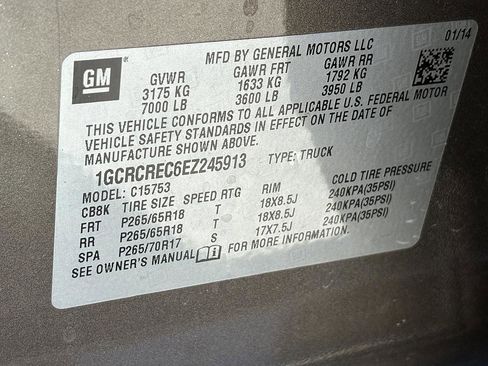 GM
MFD BY GENERAL MOTORS LLC 01/14
GVWR GAWR FRT GAWR RR
3175 KG 1633 KG 1792 KG
7000 LB 3600 LB 3950 LB
THIS VEHICLE CONFORMS TO ALL APPLICABLE U.S. FEDERAL MOTOR
VEHICLE SAFETY STANDARDS IN EFFECT ON THE DATE OF
MANUFACTURE SHOWN ABOVE.
1GCRCREC6EZ245913 TYPE: TRUCK
MODEL: C15753
CB8K TIRE SIZE SPEED RTG RIM COLD TIRE PRESSURE
FRT P265/65R18 T 18X8.5J 240KPA(35PSI)
RR P265/65R18 T 18X8.5J 240KPA(35PSI)
SPA P265/70R17 S 17X7.5J 240KPA(35PSI)
SEE OWNER'S MANUAL FOR MORE INFORMATION.